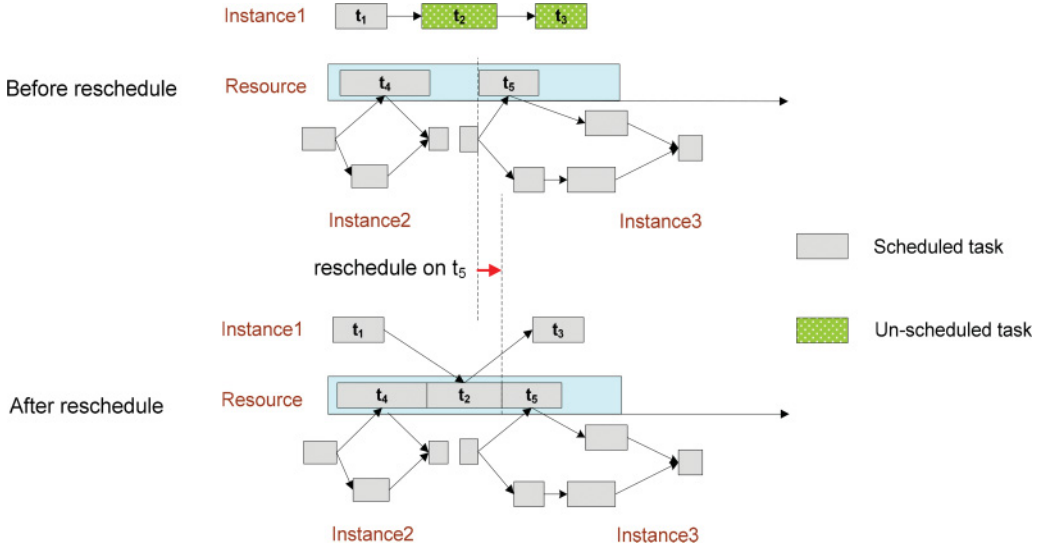 Instance1
t₁
t₂
t₃
Before reschedule
Resource
t₄
t₅
Instance2
Instance3
reschedule on t₅
Scheduled task
Un-scheduled task
Instance1
t₁
t₃
After reschedule
Resource
t₄
t₂
t₅
Instance2
Instance3